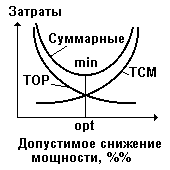 Затраты
Суммарные
min
ТОР
ТСМ
opt
Допустимое снижение
мощности, %%